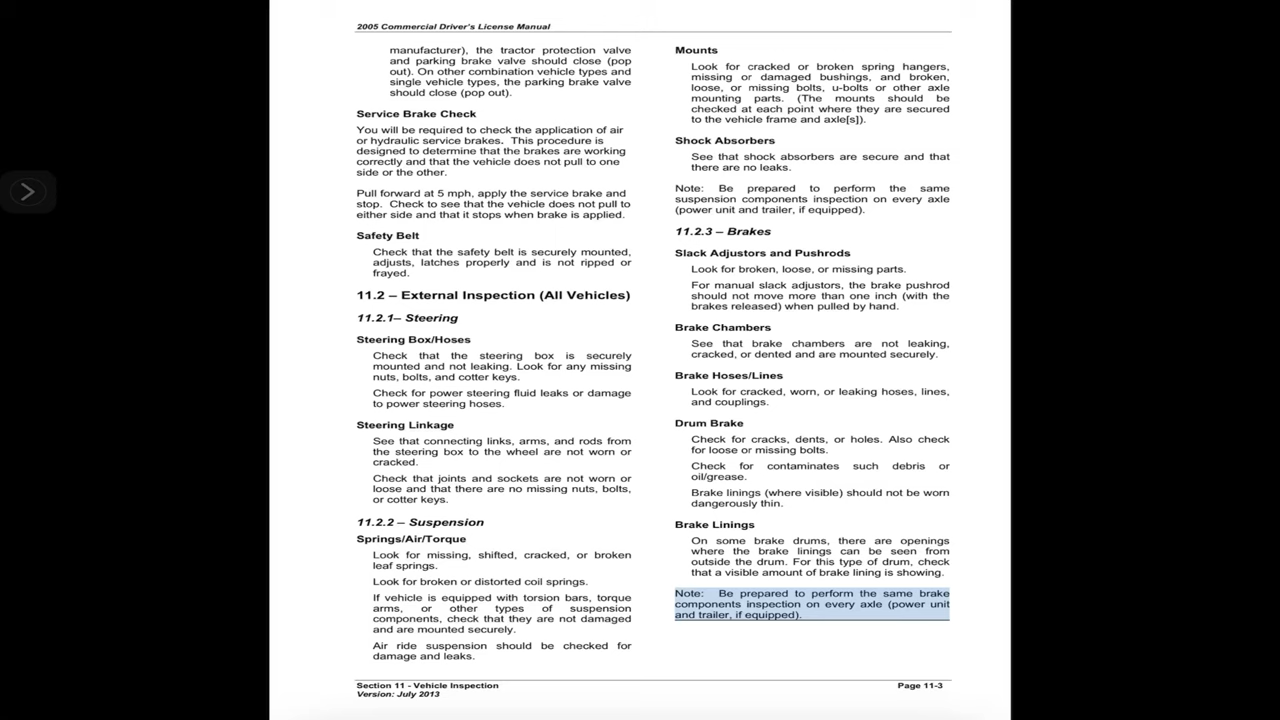 2005 Commercial Driver's License Manual
manufacturer), the tractor protection valve
and parking brake valve should close (pop
out). On other combination vehicle types and
single vehicle types, the parking brake valve
should close (pop out).
Service Brake Check
You will be required to check the application of air
or hydraulic service brakes. This procedure is
designed to determine that the brakes are working
correctly and that the vehicle does not pull to one
side or the other.
Pull forward at 5 mph, apply the service brake and
stop. Check to see that the vehicle does not pull to
either side and that it stops when brake is applied.
Safety Belt
Check that the safety belt is securely mounted,
adjusts, latches properly and is not ripped or
frayed.
11.2 – External Inspection (All Vehicles)
11.2.1– Steering
Steering Box/Hoses
Check that the steering box is securely
mounted and not leaking. Look for any missing
nuts, bolts, and cotter keys.
Check for power steering fluid leaks or damage
to power steering hoses.
Steering Linkage
See that connecting links, arms, and rods from
the steering box to the wheel are not worn or
cracked.
Check that joints and sockets are not worn or
loose and that there are no missing nuts, bolts,
or cotter keys.
11.2.2 – Suspension
Springs/Air/Torque
Look for missing, shifted, cracked, or broken
leaf springs.
Look for broken or distorted coil springs.
If vehicle is equipped with torsion bars, torque
arms, or other types of suspension
components, check that they are not damaged
and are mounted securely.
Air ride suspension should be checked for
damage and leaks.
Mounts
Look for cracked or broken spring hangers,
missing or damaged bushings, and broken,
loose, or missing bolts, u-bolts or other axle
mounting parts. (The mounts should be
checked at each point where they are secured
to the vehicle frame and axle[s]).
Shock Absorbers
See that shock absorbers are secure and that
there are no leaks.
Note: Be prepared to perform the same
suspension components inspection on every axle
(power unit and trailer, if equipped).
11.2.3 – Brakes
Slack Adjustors and Pushrods
Look for broken, loose, or missing parts.
For manual slack adjustors, the brake pushrod
should not move more than one inch (with the
brakes released) when pulled by hand.
Brake Chambers
See that brake chambers are not leaking,
cracked, or dented and are mounted securely.
Brake Hoses/Lines
Look for cracked, worn, or leaking hoses, lines,
and couplings.
Drum Brake
Check for cracks, dents, or holes. Also check
for loose or missing bolts.
Check for contaminates such debris or
oil/grease.
Brake linings (where visible) should not be worn
dangerously thin.
Brake Linings
On some brake drums, there are openings
where the brake linings can be seen from
outside the drum. For this type of drum, check
that a visible amount of brake lining is showing.
Note: Be prepared to perform the same brake
components inspection on every axle (power unit
and trailer, if equipped).
Section 11 - Vehicle Inspection
Page 11-3
Version: July 2013